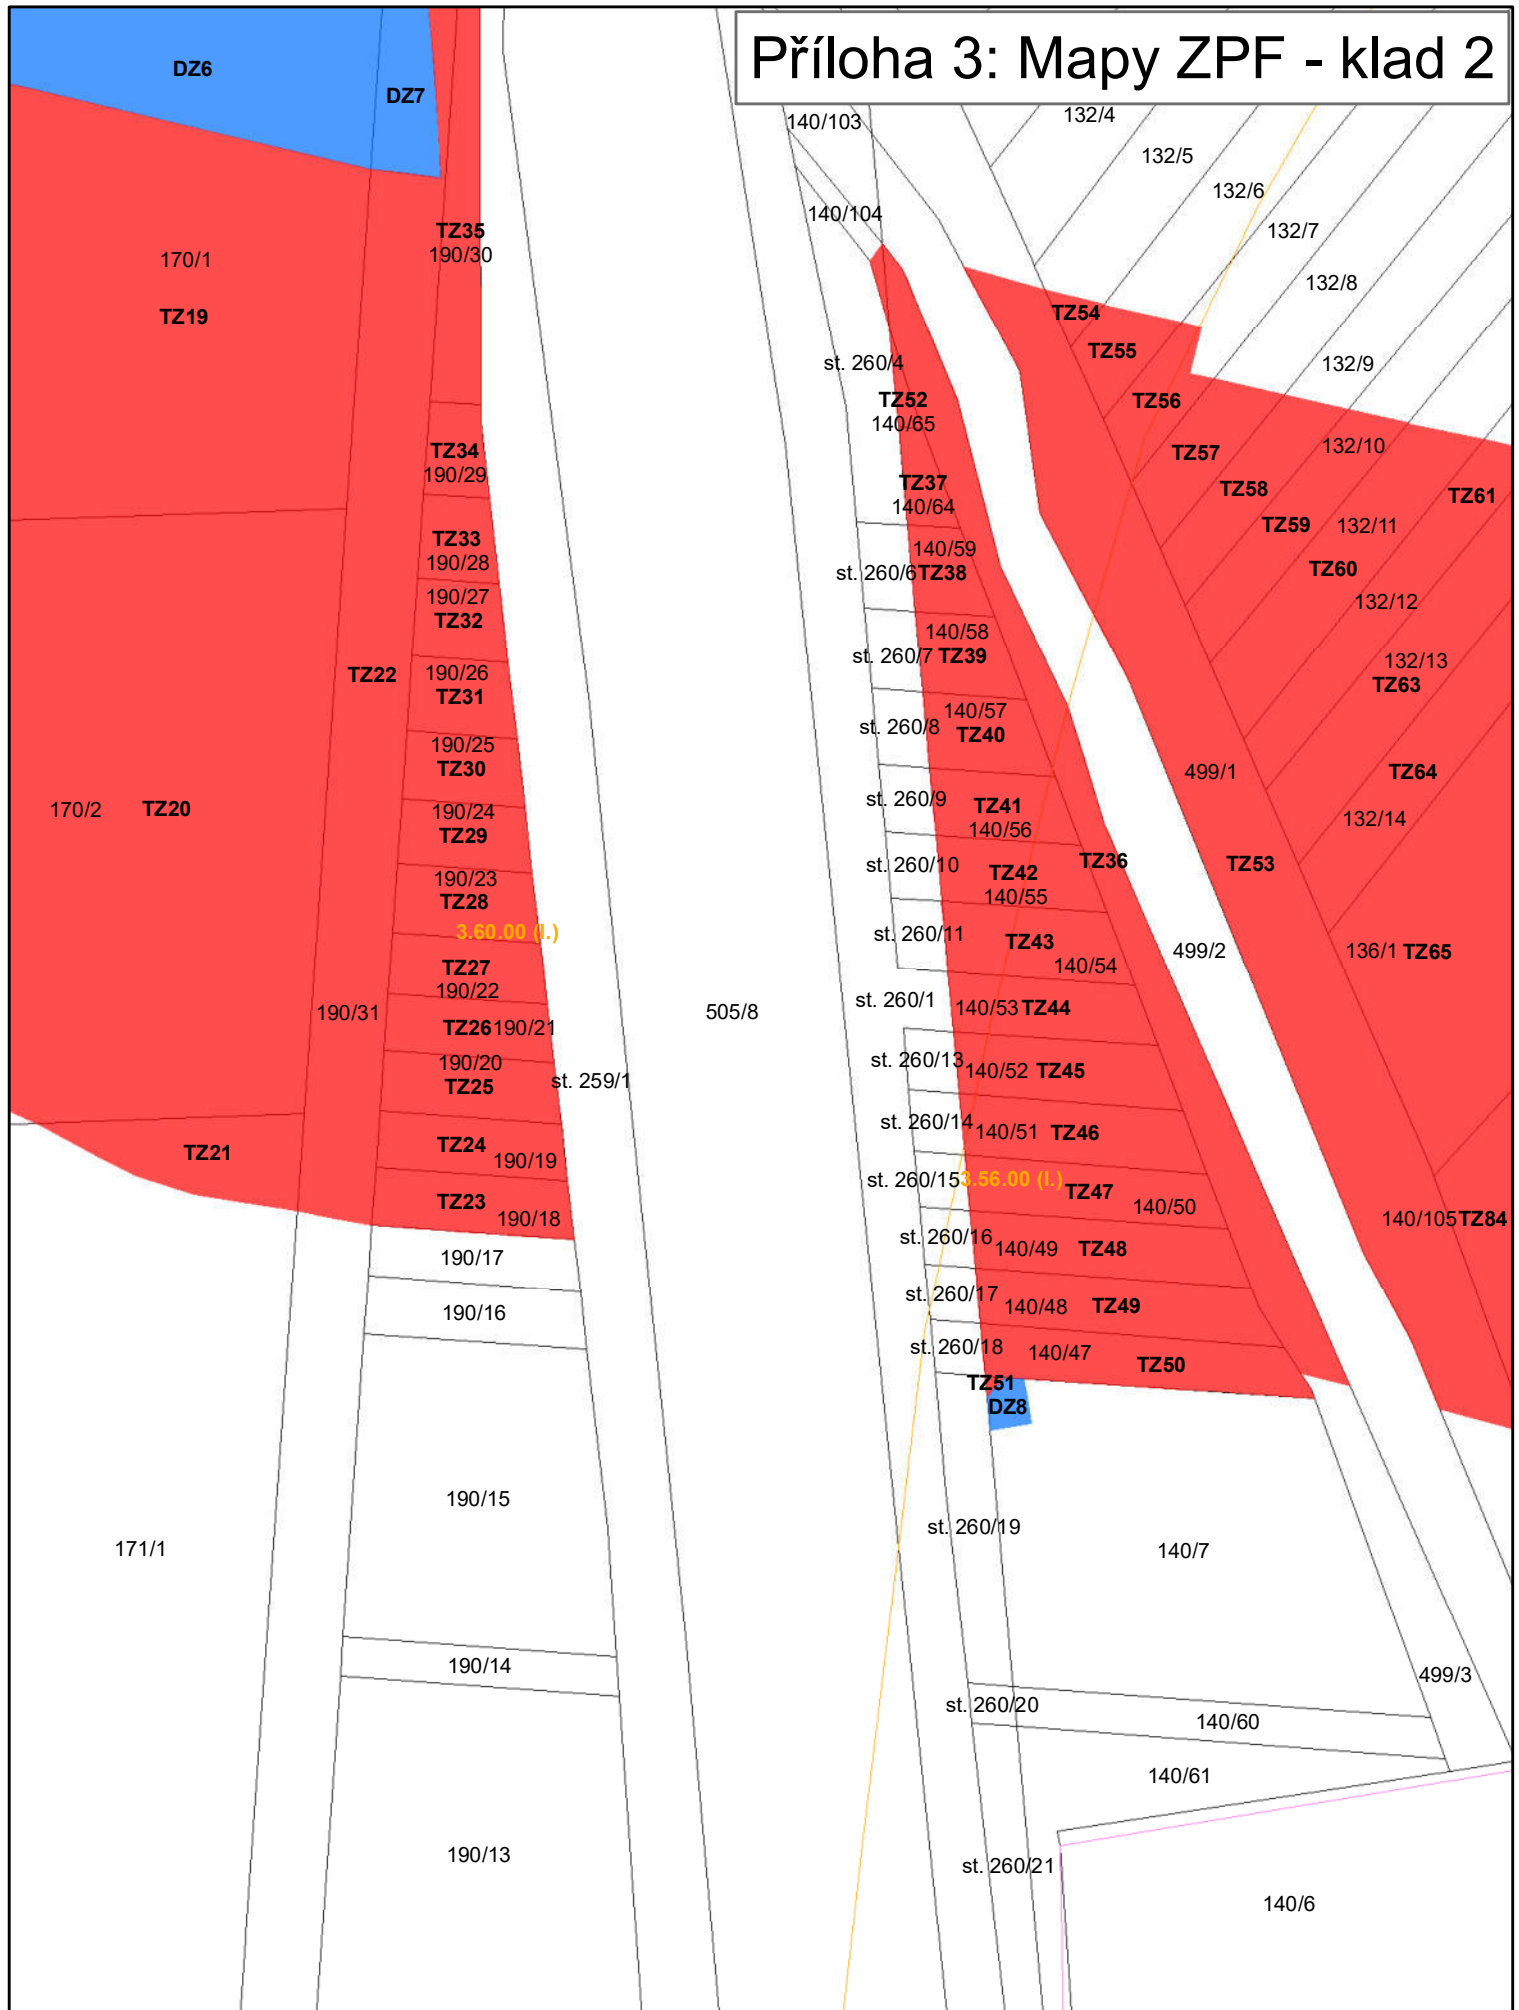 Příloha 3: Mapy ZPF - klad 2
DZ6
DZ7
140/103
132/4
132/5
132/6
140/104
132/7
TZ35
190/30
170/1
132/8
TZ19
TZ54
TZ55
st. 260/4
132/9
TZ52
140/65
TZ56
TZ34
190/29
TZ57
132/10
TZ37
140/64
TZ58
TZ61
TZ33
190/28
TZ59
132/11
140/59
st. 260/6
TZ38
TZ60
190/27
TZ32
132/12
140/58
st. 260/7
TZ39
132/13
TZ63
TZ22
190/26
TZ31
140/57
st. 260/8
TZ40
190/25
TZ30
499/1
TZ64
170/2
TZ20
190/24
TZ29
st. 260/9
TZ41
140/56
132/14
190/23
TZ28
st. 260/10
TZ42
140/55
TZ36
TZ53
3.60.00 (I.)
st. 260/11
TZ43
140/54
499/2
136/1
TZ65
TZ27
190/22
190/31
TZ26
190/21
505/8
st. 260/1
140/53
TZ44
190/20
TZ25
st. 259/1
st. 260/13
140/52
TZ45
TZ21
TZ24
190/19
st. 260/14
140/51
TZ46
st. 260/15
3.56.00 (I.)
TZ47
140/50
TZ23
190/18
140/105
TZ84
190/17
st. 260/16
140/49
TZ48
190/16
st. 260/17
140/48
TZ49
st. 260/18
140/47
TZ50
TZ51
DZ8
190/15
171/1
st. 260/19
140/7
190/14
499/3
st. 260/20
140/60
140/61
190/13
st. 260/21
140/6